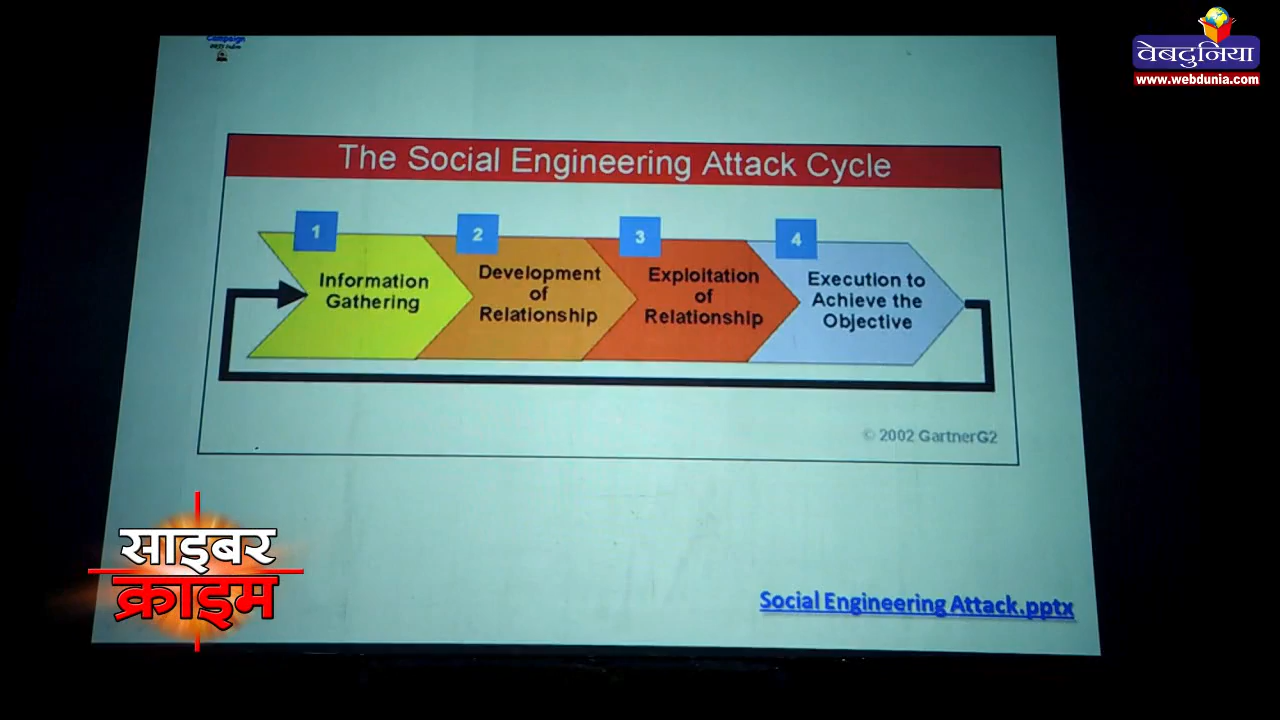 वेबदुनिया
www.webdunia.com
Campaign
The Social Engineering Attack Cycle
1
2
3
4
Information
Gathering
Development
of
Relationship
Exploitation
of
Relationship
Execution to
Achieve the
Objective
© 2002 GartnerG2
साइबर
क्राइम
Social Engineering Attack.pptx